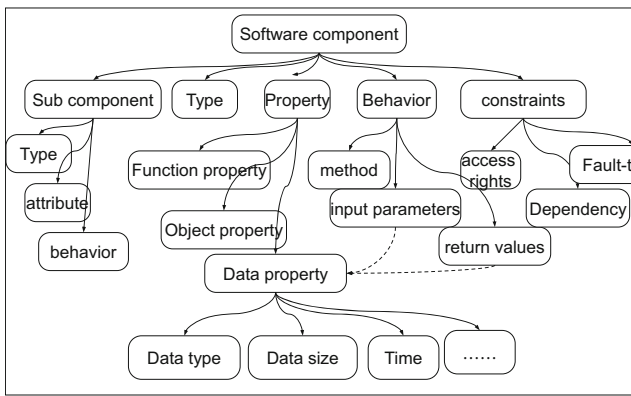 Software component
Sub component
Type
Property
Behavior
constraints
Type
Function property
method
access
rights
Fault-t
attribute
input parameters
Dependency
Object property
behavior
return values
Data property
Data type
Data size
Time
......